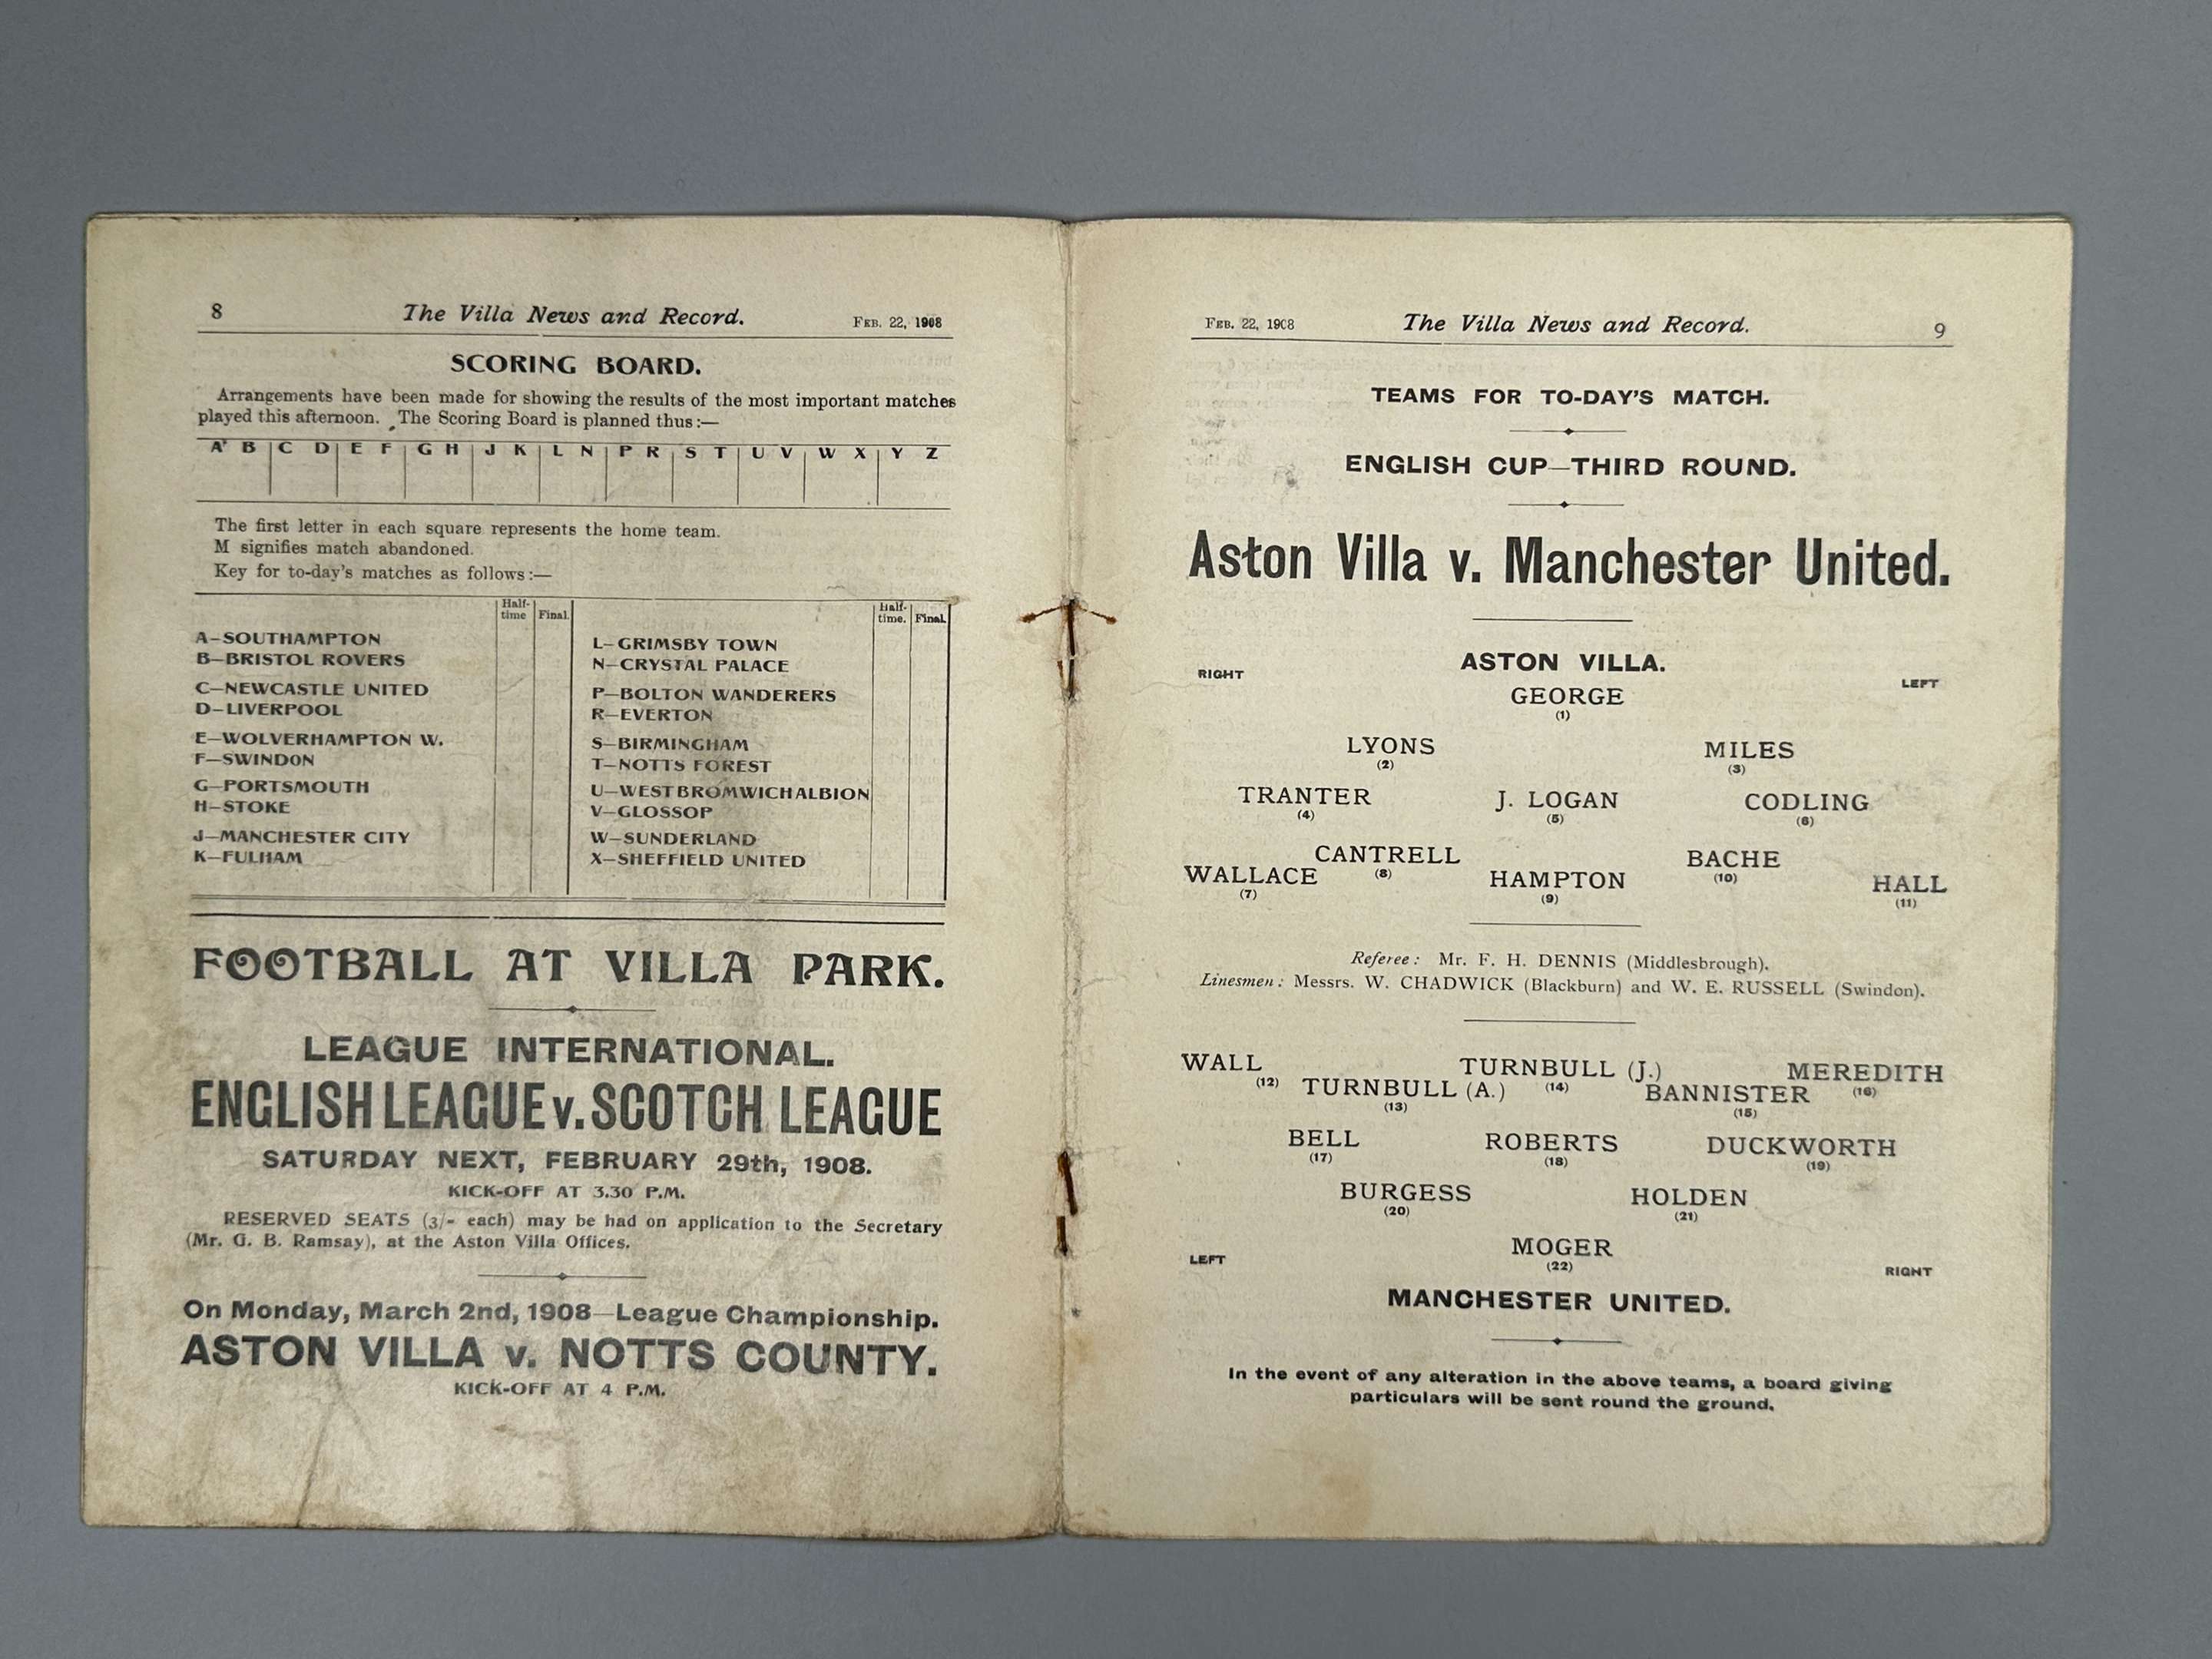 8 The Villa News and Record. FEB. 22, 1908
SCORING BOARD.
Arrangements have been made for showing the results of the most important matches
played this afternoon. The Scoring Board is planned thus:—
A B C D E F G H J K L N P R S T U V W X Y Z
The first letter in each square represents the home team.
M signifies match abandoned.
Key for to-day's matches as follows:—
Half-
time Final.
A—SOUTHAMPTON
B—BRISTOL ROVERS
C—NEWCASTLE UNITED
D—LIVERPOOL
E—WOLVERHAMPTON W.
F—SWINDON
G—PORTSMOUTH
H—STOKE
J—MANCHESTER CITY
K—FULHAM
Half-
time. Final.
L—GRIMSBY TOWN
N—CRYSTAL PALACE
P—BOLTON WANDERERS
R—EVERTON
S—BIRMINGHAM
T—NOTTS FOREST
U—WEST BROMWICH ALBION
V—GLOSSOP
W—SUNDERLAND
X—SHEFFIELD UNITED
FOOTBALL AT VILLA PARK.
LEAGUE INTERNATIONAL.
ENGLISH LEAGUE v. SCOTCH LEAGUE
SATURDAY NEXT, FEBRUARY 29th, 1908.
KICK-OFF AT 3.30 P.M.
RESERVED SEATS (3/- each) may be had on application to the Secretary
(Mr. G. B. Ramsay), at the Aston Villa Offices.
On Monday, March 2nd, 1908—League Championship.
ASTON VILLA v. NOTTS COUNTY.
KICK-OFF AT 4 P.M.
FEB. 22, 1908 The Villa News and Record. 9
TEAMS FOR TO-DAY'S MATCH.
ENGLISH CUP—THIRD ROUND.
Aston Villa v. Manchester United.
RIGHT ASTON VILLA. LEFT
GEORGE
(1)
LYONS MILES
(2) (3)
TRANTER J. LOGAN CODLING
(4) (5) (6)
CANTRELL BACHE
(8) (10)
WALLACE HAMPTON HALL
(7) (9) (11)
Referee: Mr. F. H. DENNIS (Middlesbrough).
Linesmen: Messrs. W. CHADWICK (Blackburn) and W. E. RUSSELL (Swindon).
WALL TURNBULL (J.) MEREDITH
(12) (14) (16)
TURNBULL (A.) BANNISTER
(13) (15)
BELL ROBERTS DUCKWORTH
(17) (18) (19)
BURGESS HOLDEN
(20) (21)
MOGER
(22)
LEFT RIGHT
MANCHESTER UNITED.
In the event of any alteration in the above teams, a board giving
particulars will be sent round the ground.